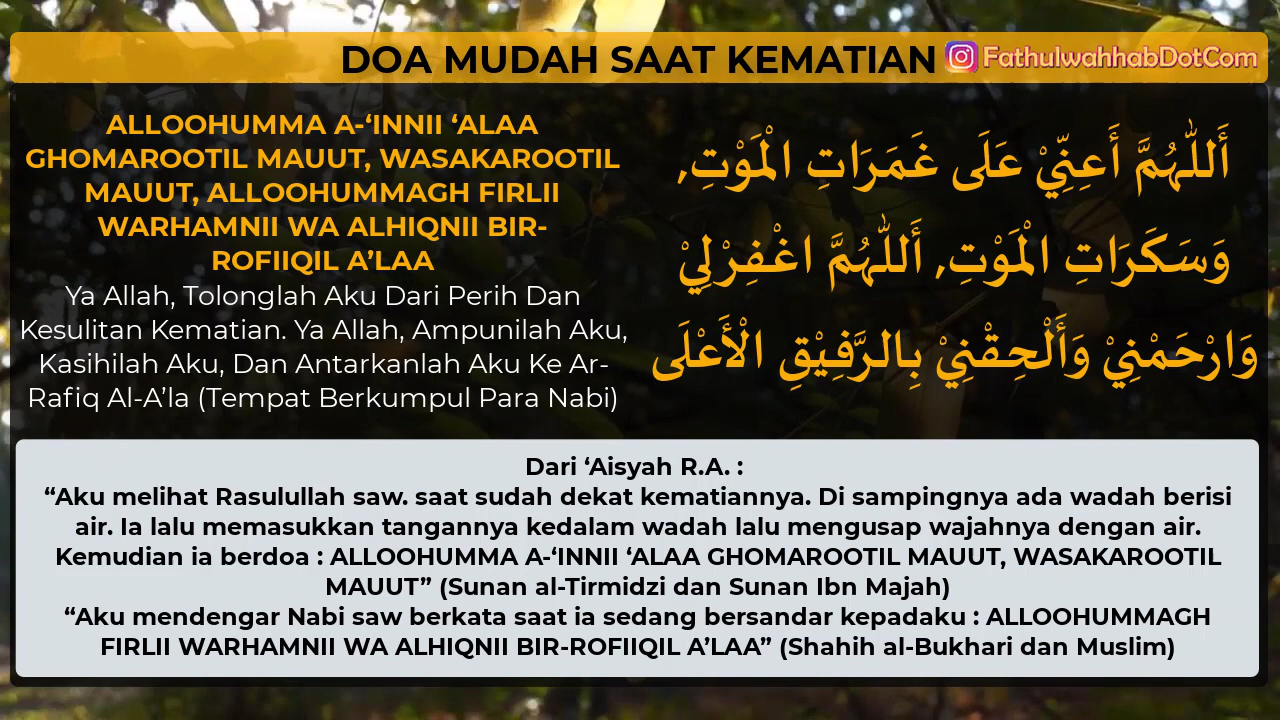 DOA MUDAH SAAT KEMATIAN
FathulwahhabDotCom
ALLOOHUMMA A-‘INNII ‘ALAA
GHOMAROOTIL MAUUT, WASAKAROOTIL
MAUUT, ALLOOHUMMAGH FIRLII
WARHAMNII WA ALHIQNII BIR-
ROFIIQIL A’LAA
Ya Allah, Tolonglah Aku Dari Perih Dan
Kesulitan Kematian. Ya Allah, Ampunilah Aku,
Kasihilah Aku, Dan Antarkanlah Aku Ke Ar-
Rafiq Al-A’la (Tempat Berkumpul Para Nabi)
أَللّٰهُمَّ أَعِنِّيْ عَلَى غَمَرَاتِ الْمَوْتِ,
وَسَكَرَاتِ الْمَوْتِ, أَللّٰهُمَّ اغْفِرْلِيْ
وَارْحَمْنِيْ وَأَلْحِقْنِيْ بِالرَّفِيْقِ الْأَعْلَى
Dari ‘Aisyah R.A. :
“Aku melihat Rasulullah saw. saat sudah dekat kematiannya. Di sampingnya ada wadah berisi
air. Ia lalu memasukkan tangannya kedalam wadah lalu mengusap wajahnya dengan air.
Kemudian ia berdoa : ALLOOHUMMA A-‘INNII ‘ALAA GHOMAROOTIL MAUUT, WASAKAROOTIL
MAUUT” (Sunan al-Tirmidzi dan Sunan Ibn Majah)
“Aku mendengar Nabi saw berkata saat ia sedang bersandar kepadaku : ALLOOHUMMAGH
FIRLII WARHAMNII WA ALHIQNII BIR-ROFIIQIL A’LAA” (Shahih al-Bukhari dan Muslim)